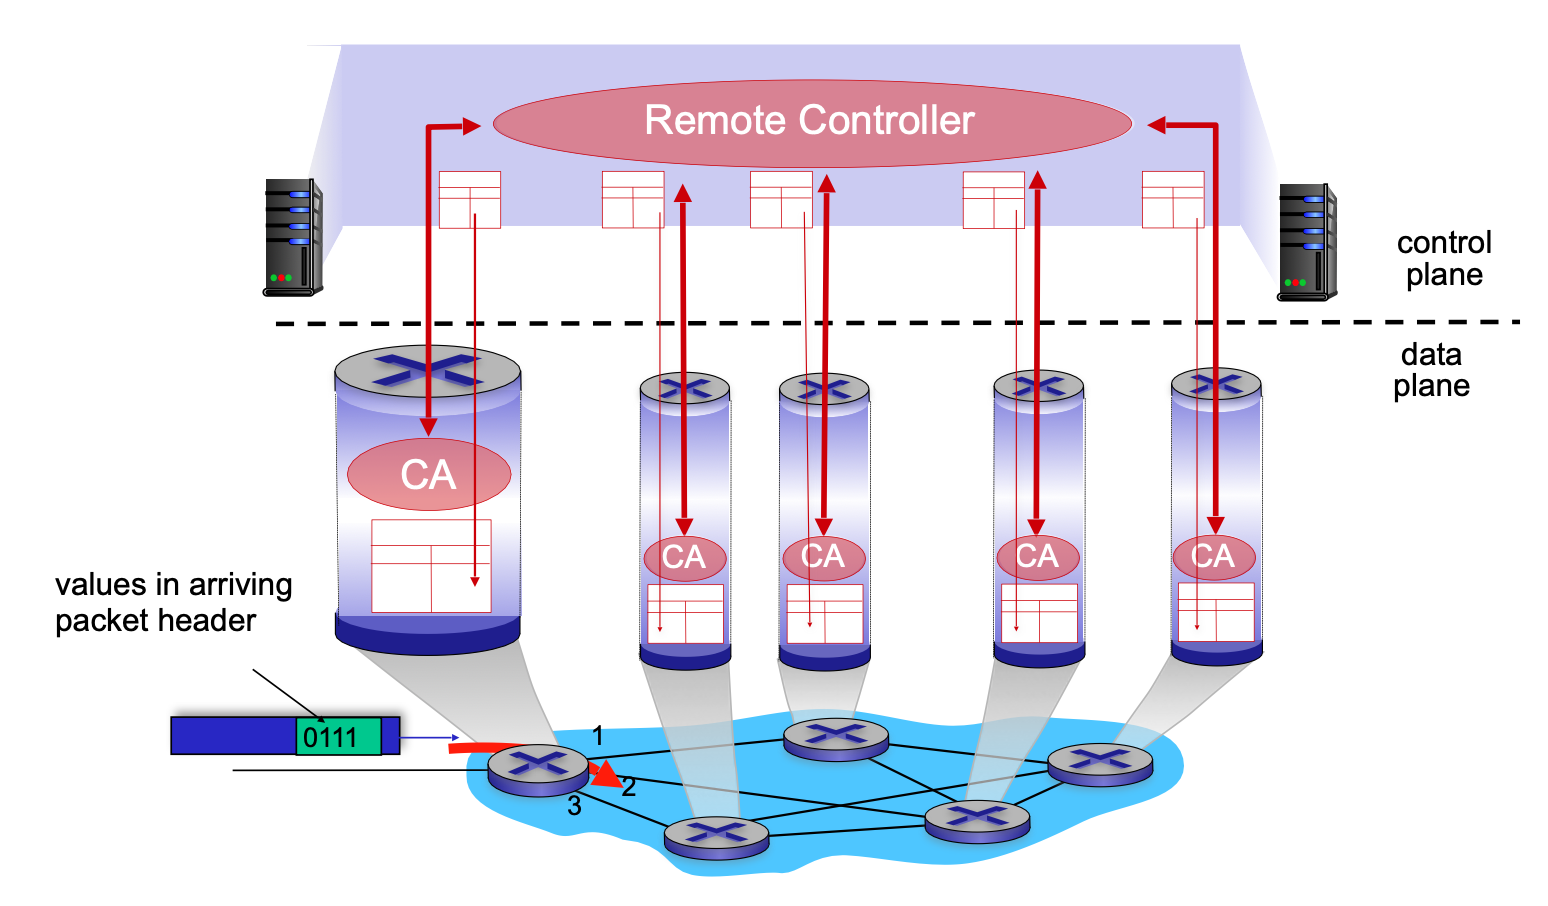 Remote Controller
control
plane
data
plane
CA
CA
CA
CA
CA
values in arriving
packet header
0111
1
2
3